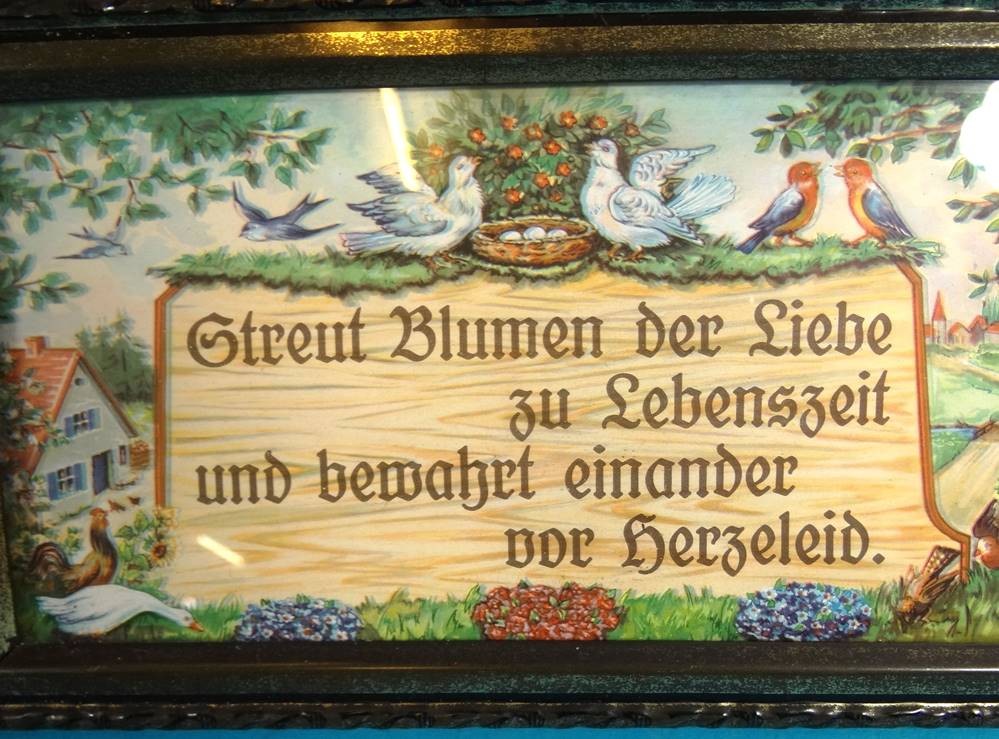 Streut Blumen der Liebe
zu Lebenszeit
und bewahrt einander
vor Herzeleid.